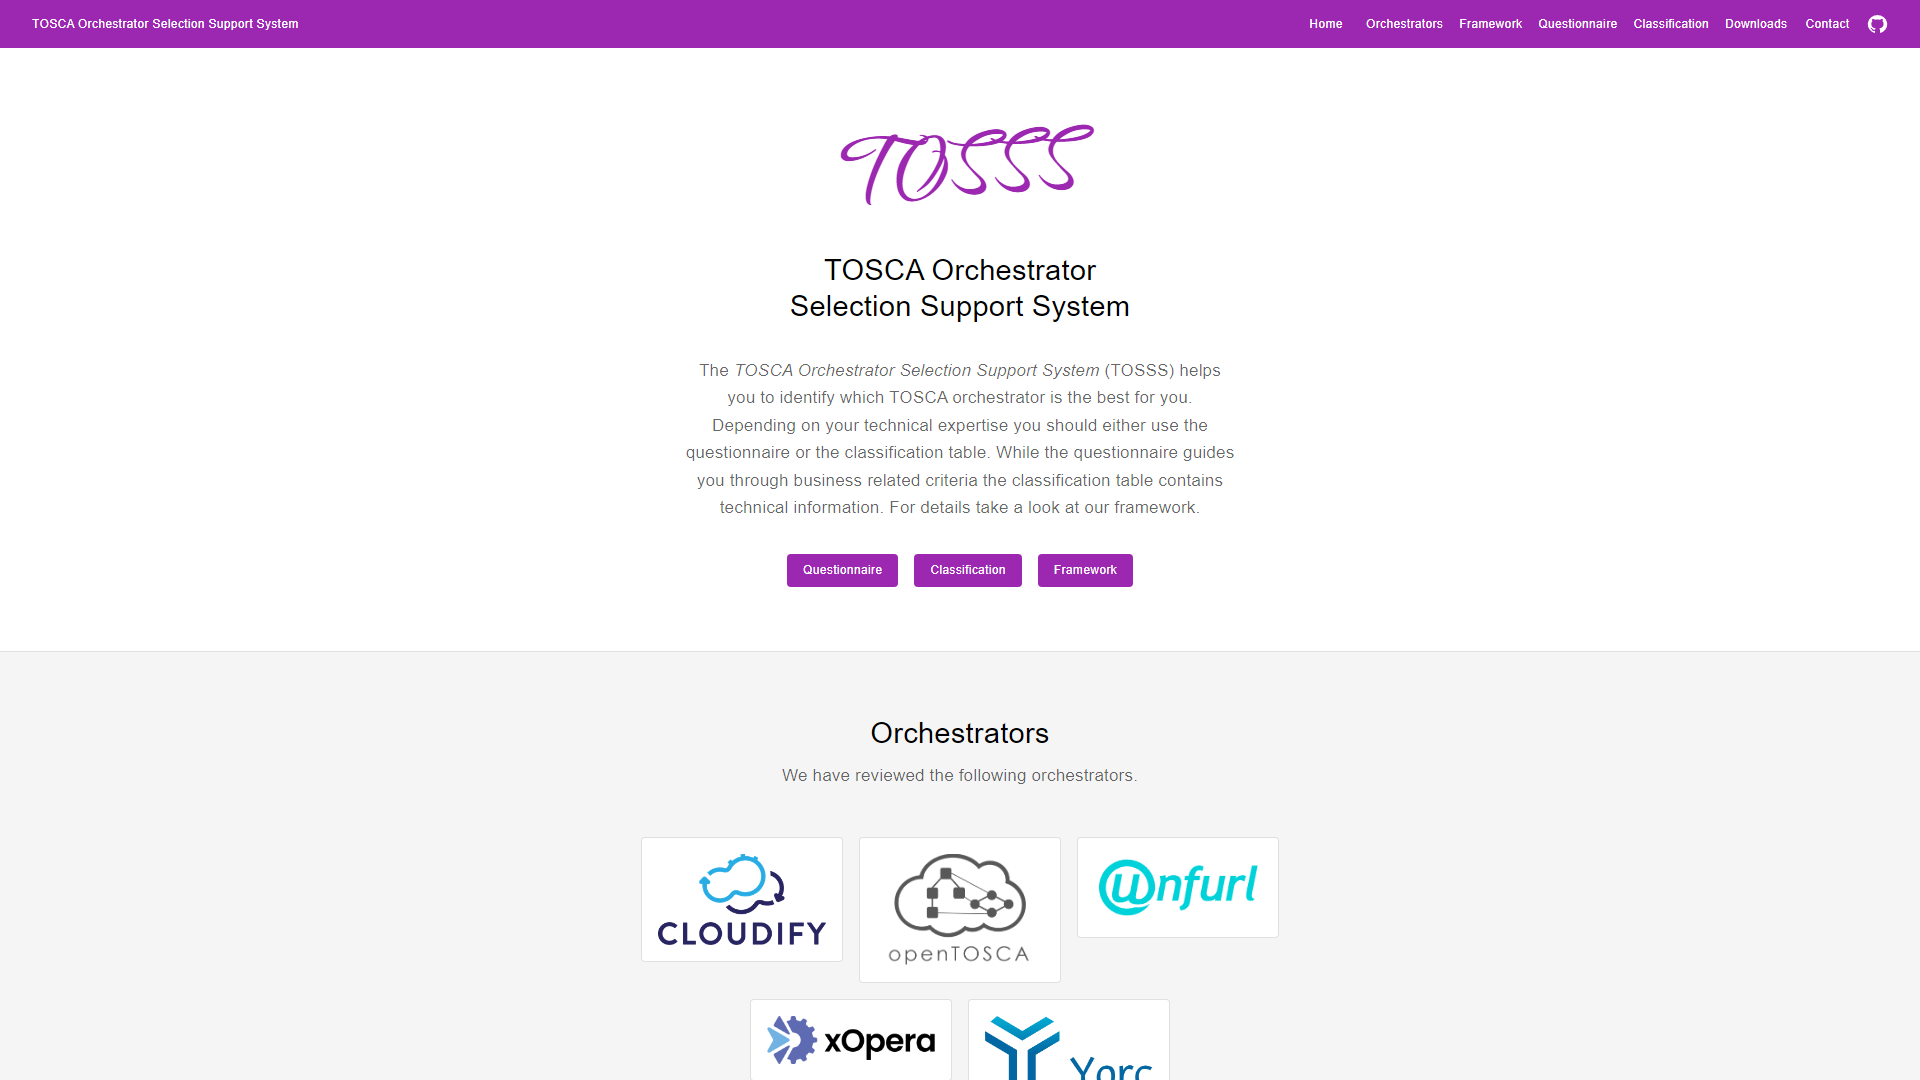 TOSCA Orchestrator Selection Support System
Home Orchestrators Framework Questionnaire Classification Downloads Contact
TOSSS
TOSCA Orchestrator
Selection Support System
The TOSCA Orchestrator Selection Support System (TOSSS) helps
you to identify which TOSCA orchestrator is the best for you.
Depending on your technical expertise you should either use the
questionnaire or the classification table. While the questionnaire guides
you through business related criteria the classification table contains
technical information. For details take a look at our framework.
Questionnaire Classification Framework
Orchestrators
We have reviewed the following orchestrators.
CLOUDIFY
openTOSCA
unfurl
xOpera
Yorc